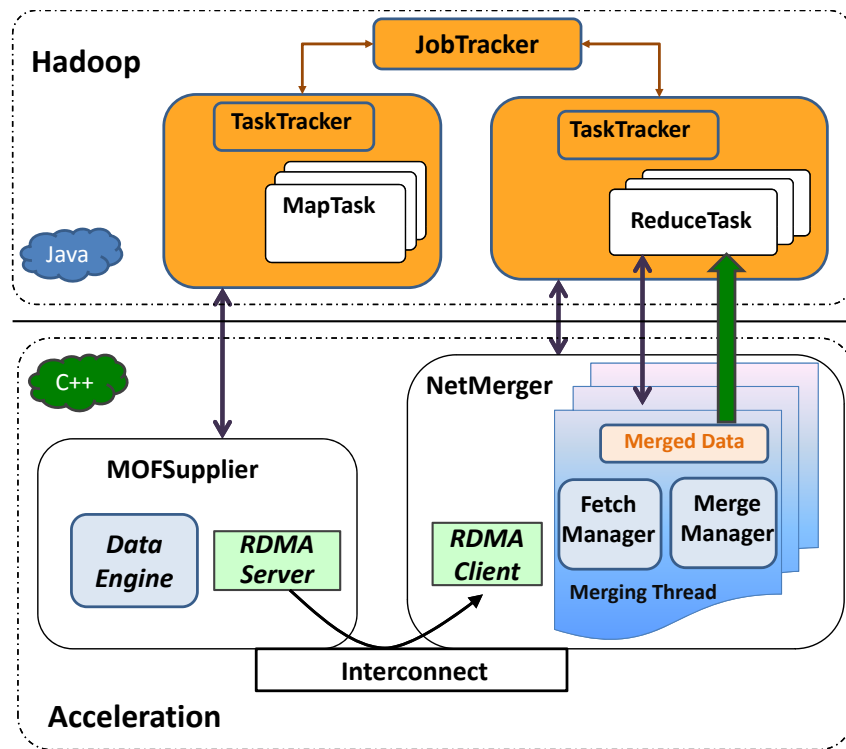 JobTracker
Hadoop
TaskTracker
TaskTracker
MapTask
ReduceTask
Java
C++
NetMerger
Merged Data
MOFSupplier
Fetch
Manager
Merge
Manager
Data
Engine
RDMA
Server
RDMA
Client
Merging Thread
Interconnect
Acceleration